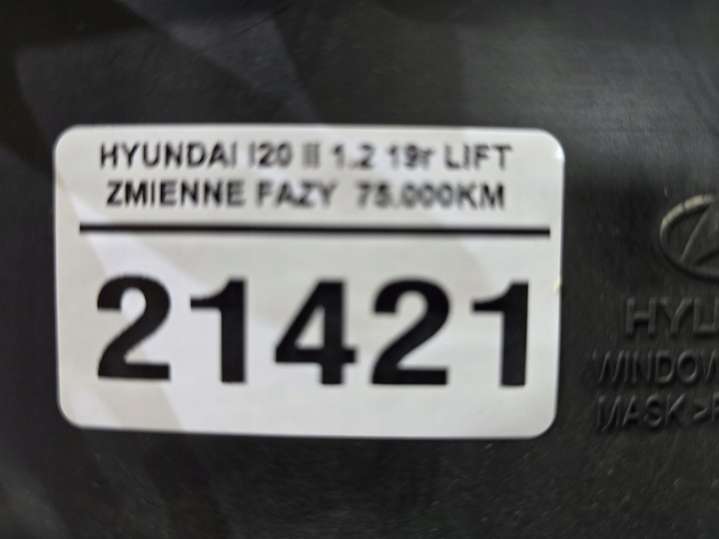 HYUNDAI I20 II 1.2 19r LIFT
ZMIENNE FAZY 75.000KM
21421
WINDOW
MASK